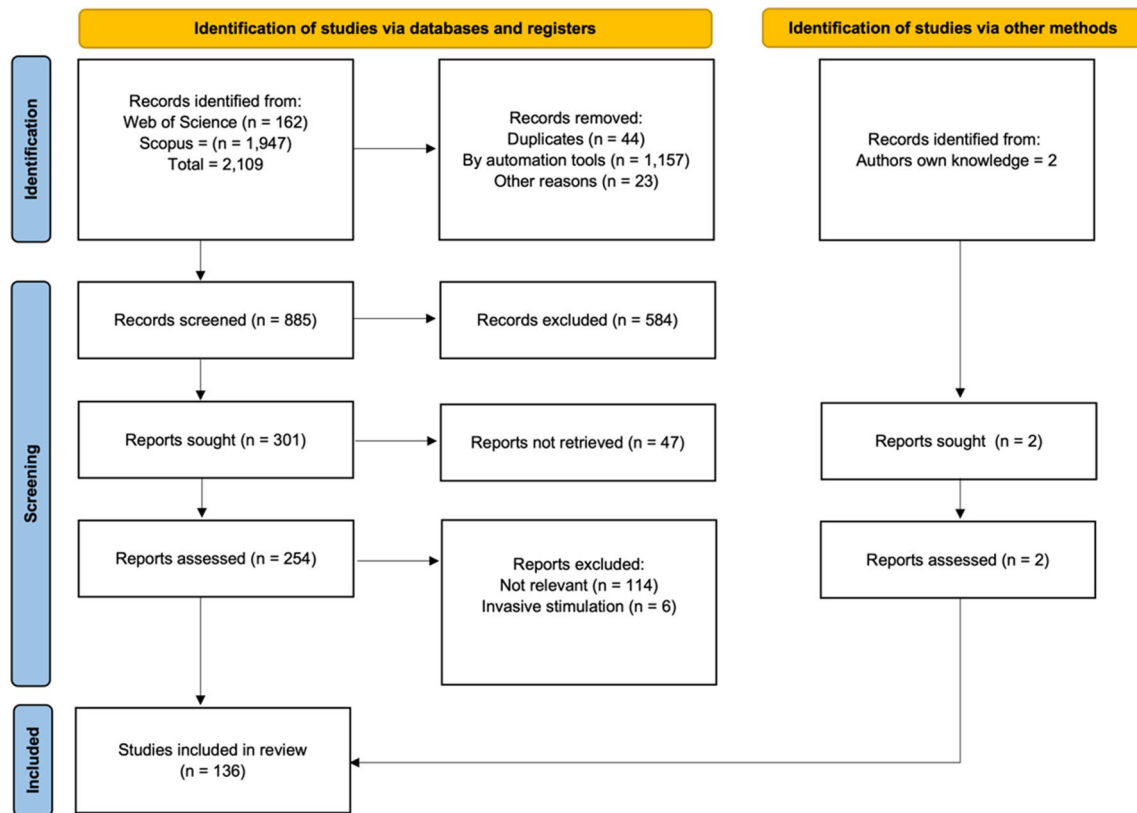 Identification of studies via databases and registers
Identification of studies via other methods
Identification
Records identified from:
Web of Science (n = 162)
Scopus = (n = 1,947)
Total = 2,109
Records removed:
Duplicates (n = 44)
By automation tools (n = 1,157)
Other reasons (n = 23)
Records identified from:
Authors own knowledge = 2
Screening
Records screened (n = 885)
Records excluded (n = 584)
Reports sought (n = 301)
Reports not retrieved (n = 47)
Reports sought (n = 2)
Reports assessed (n = 254)
Reports excluded:
Not relevant (n = 114)
Invasive stimulation (n = 6)
Reports assessed (n = 2)
Included
Studies included in review
(n = 136)